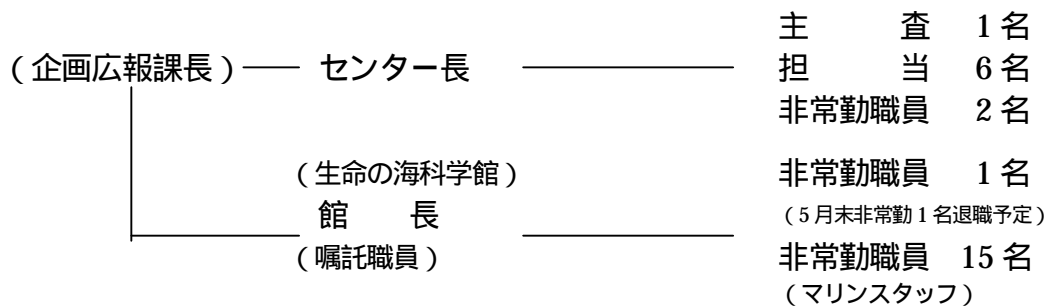 主　　　査　1名
（企画広報課長）　センター長　担　　　当　6名
非常勤職員　2名
（生命の海科学館）　非常勤職員　1名
館　　長　（5月末非常勤1名退職予定）
（嘱託職員）　非常勤職員　15名
（マリンスタッフ）